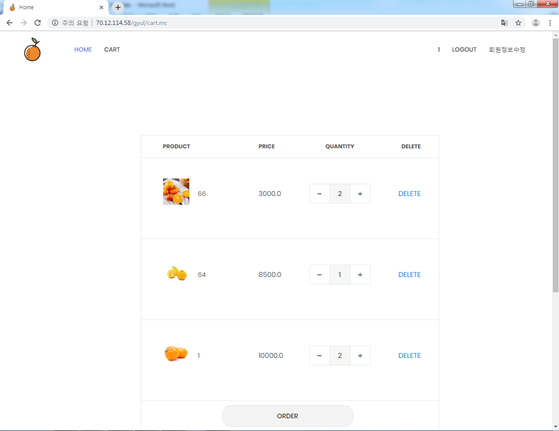 Home
주의 요함 | 70.12.114.58/gyul/cart.mc
HOME CART 1 LOGOUT 회원정보수정
PRODUCT PRICE QUANTITY DELETE
66 3000.0 − 2 + DELETE
64 8500.0 − 1 + DELETE
1 10000.0 − 2 + DELETE
ORDER